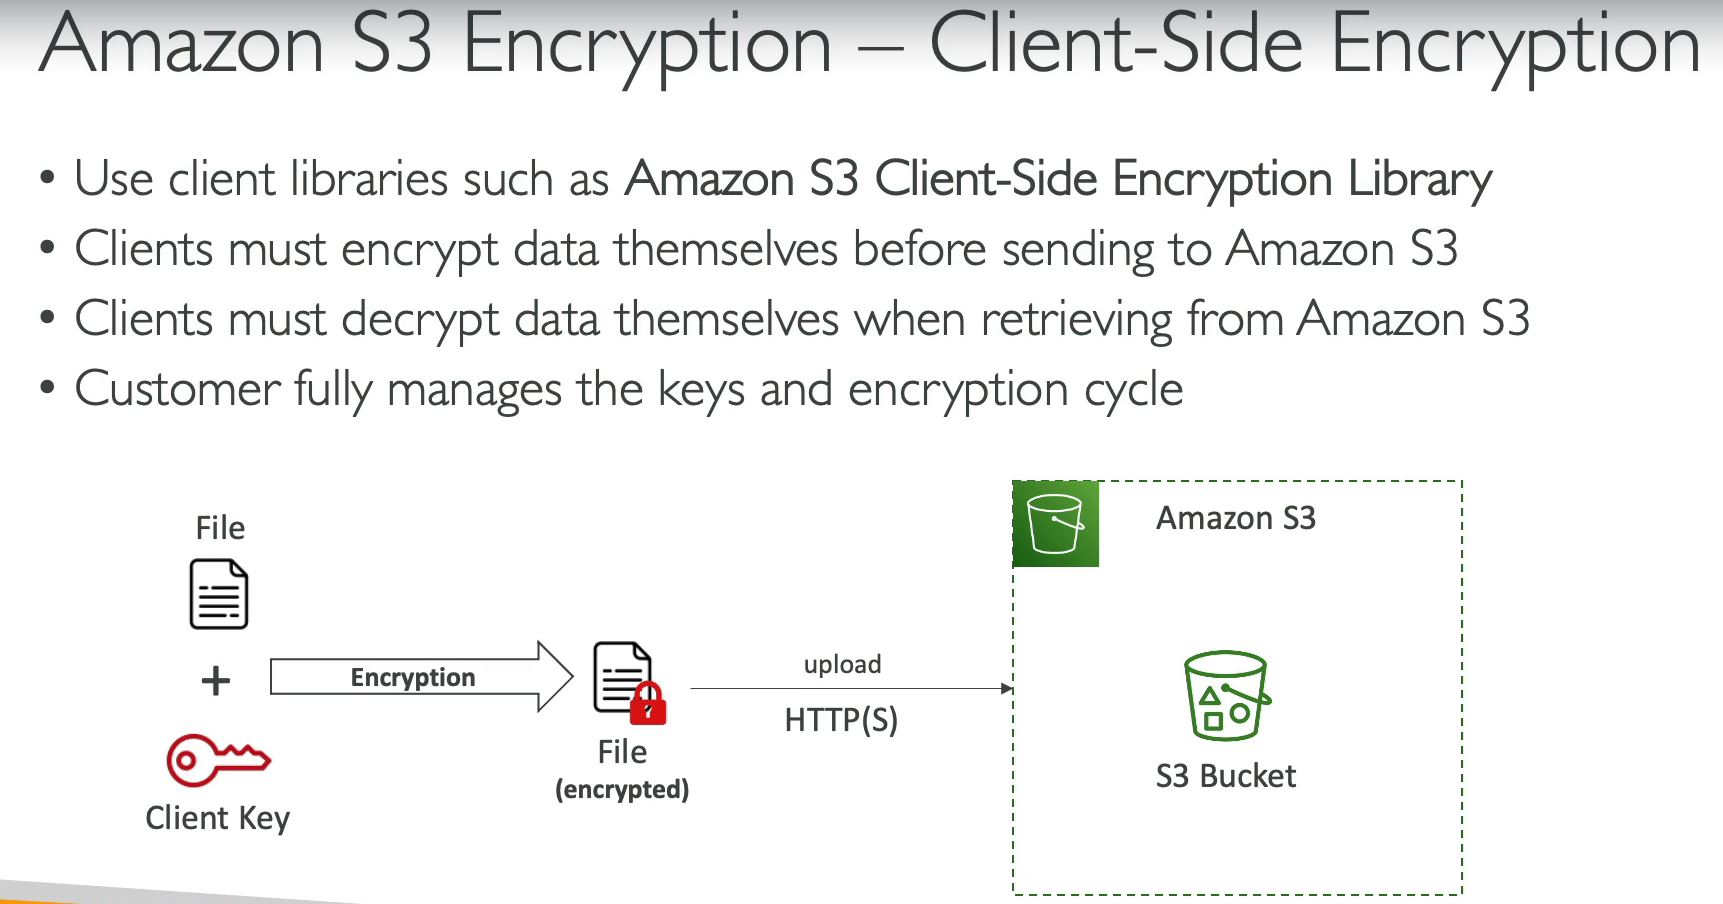 Amazon S3 Encryption – Client-Side Encryption
• Use client libraries such as Amazon S3 Client-Side Encryption Library
• Clients must encrypt data themselves before sending to Amazon S3
• Clients must decrypt data themselves when retrieving from Amazon S3
• Customer fully manages the keys and encryption cycle
File
+
Client Key
Encryption
File
(encrypted)
upload
HTTP(S)
Amazon S3
S3 Bucket